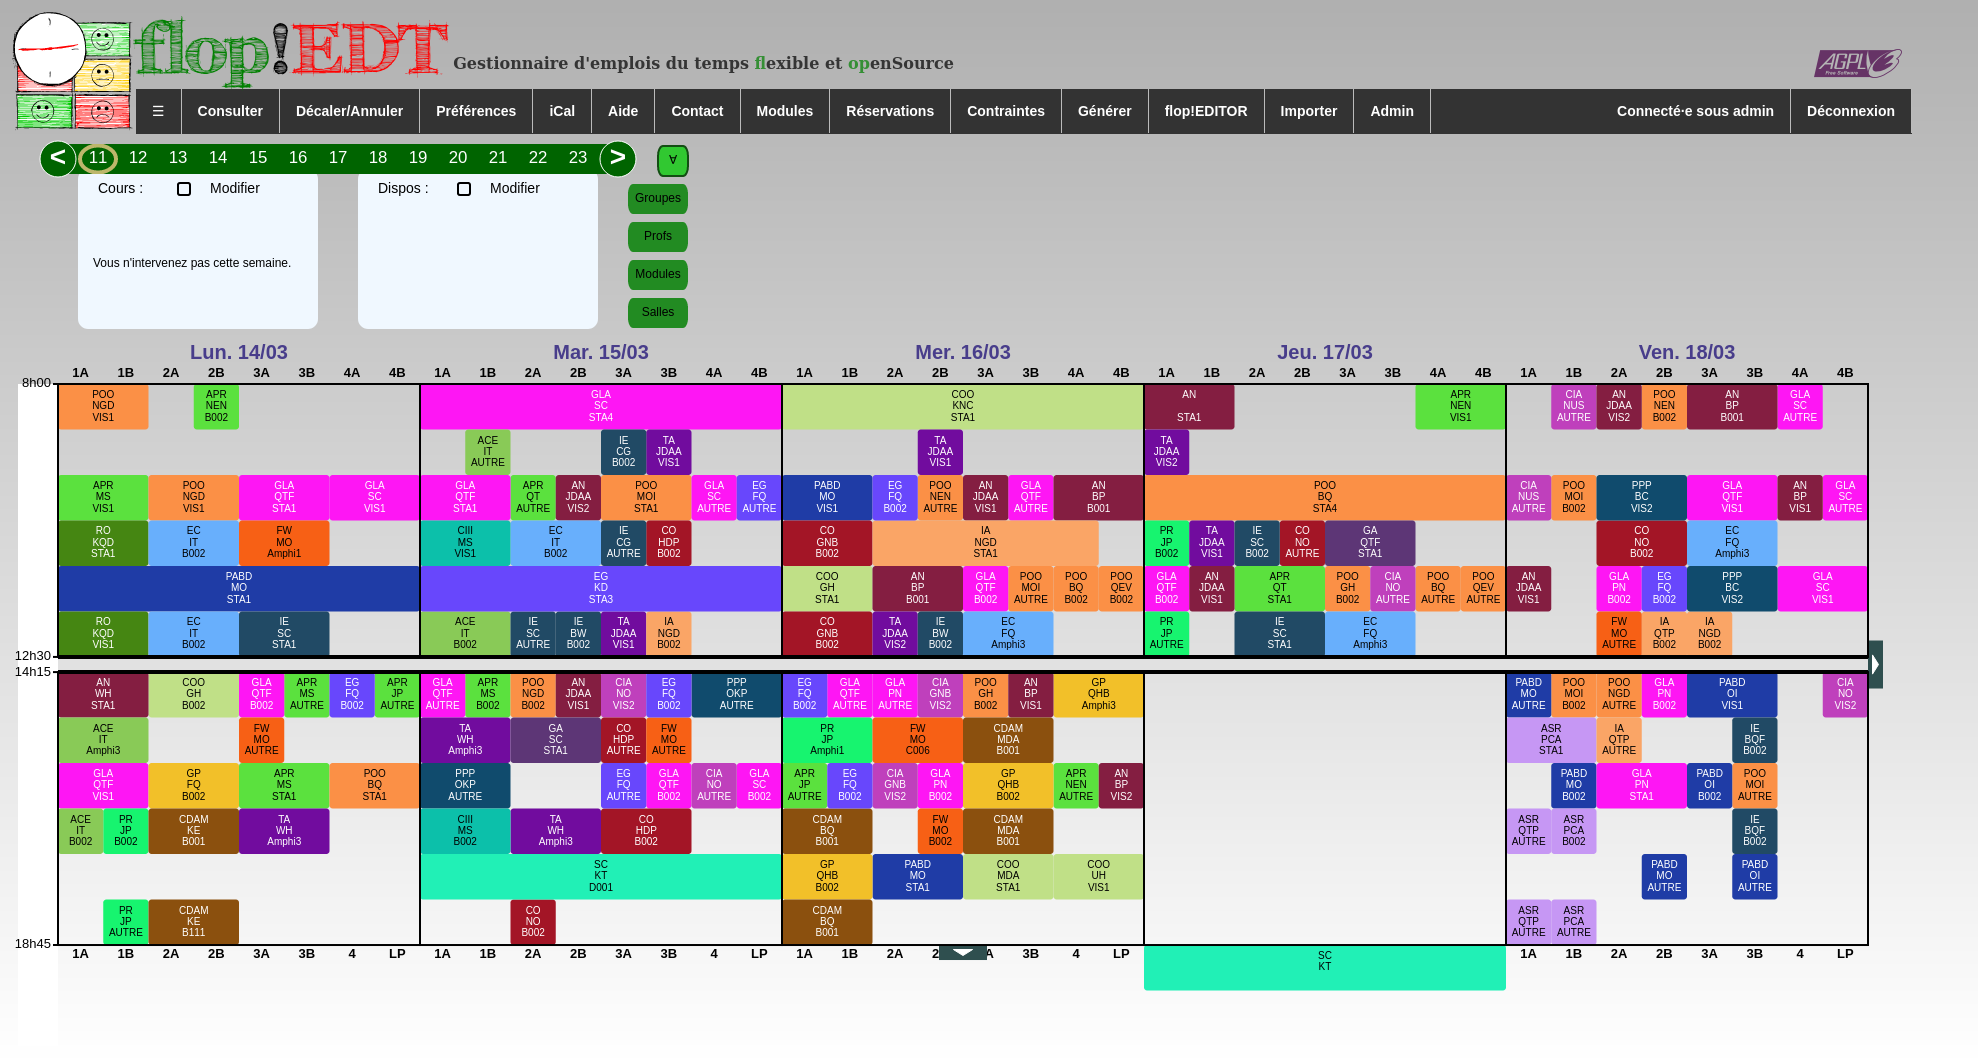 flop!EDT
Gestionnaire d'emplois du temps flexible et openSource
AGPL v3
Free Software
☰ Consulter Décaler/Annuler Préférences iCal Aide Contact Modules Réservations Contraintes Générer flop!EDITOR Importer Admin Connecté·e sous admin Déconnexion
< 11 12 13 14 15 16 17 18 19 20 21 22 23 > ∀
Cours : Modifier Dispos : Modifier
Groupes
Profs
Vous n'intervenez pas cette semaine.
Modules
Salles
Lun. 14/03 Mar. 15/03 Mer. 16/03 Jeu. 17/03 Ven. 18/03
1A 1B 2A 2B 3A 3B 4A 4B 1A 1B 2A 2B 3A 3B 4A 4B 1A 1B 2A 2B 3A 3B 4A 4B 1A 1B 2A 2B 3A 3B 4A 4B 1A 1B 2A 2B 3A 3B 4A 4B
8h00
POO APR GLA COO AN APR CIA AN POO AN GLA
NGD NEN SC KNC NEN NUS JDAA NEN BP SC
VIS1 B002 STA4 STA1 STA1 VIS1 AUTRE VIS2 B002 B001 AUTRE
ACE IE TA TA TA
IT CG JDAA JDAA JDAA
AUTRE B002 VIS1 VIS1 VIS2
APR POO GLA GLA GLA APR AN POO GLA EG PABD EG POO AN GLA AN POO CIA POO PPP GLA AN GLA
MS NGD QTF SC QTF QT JDAA MOI SC FQ MO FQ NEN JDAA QTF BP BQ NUS MOI BC QTF BP SC
VIS1 VIS1 STA1 VIS1 STA1 AUTRE VIS2 STA1 AUTRE AUTRE VIS1 B002 AUTRE VIS1 AUTRE B001 STA4 AUTRE B002 VIS2 VIS1 VIS1 AUTRE
RO EC FW CIII EC IE CO CO IA PR TA IE CO GA CO EC
KQD IT MO MS IT CG HDP GNB NGD JP JDAA SC NO QTF NO FQ
STA1 B002 Amphi1 VIS1 B002 AUTRE B002 B002 STA1 B002 VIS1 B002 AUTRE STA1 B002 Amphi3
PABD EG COO AN GLA POO POO POO GLA AN APR POO CIA POO POO AN GLA EG PPP GLA
MO KD GH BP QTF MOI BQ QEV QTF JDAA QT GH NO BQ QEV JDAA PN FQ BC SC
STA1 STA3 STA1 B001 B002 AUTRE B002 B002 B002 VIS1 STA1 B002 AUTRE AUTRE AUTRE VIS1 B002 B002 VIS2 VIS1
RO EC IE ACE IE IE TA IA CO TA IE EC PR IE EC FW IA IA
KQD IT SC IT SC BW JDAA NGD GNB JDAA BW FQ JP SC FQ MO QTP NGD
VIS1 B002 STA1 B002 AUTRE B002 VIS1 B002 B002 VIS2 B002 Amphi3 AUTRE STA1 Amphi3 AUTRE B002 B002
12h30
14h15
AN COO GLA APR EG APR GLA APR POO AN CIA EG PPP EG GLA GLA CIA POO AN GP PABD POO POO GLA PABD CIA
WH GH QTF MS FQ JP QTF MS NGD JDAA NO FQ OKP FQ QTF PN GNB GH BP QHB MO MOI NGD PN OI NO
STA1 B002 B002 AUTRE B002 AUTRE AUTRE B002 B002 VIS1 VIS2 B002 AUTRE B002 AUTRE AUTRE VIS2 B002 VIS1 Amphi3 AUTRE B002 AUTRE B002 VIS1 VIS2
ACE FW TA GA CO FW PR FW CDAM ASR IA IE
IT MO WH SC HDP MO JP MO MDA PCA QTP BQF
Amphi3 AUTRE Amphi3 STA1 AUTRE AUTRE Amphi1 C006 B001 STA1 AUTRE B002
GLA GP APR POO PPP EG GLA CIA GLA APR EG CIA GLA GP APR AN PABD GLA PABD POO
QTF FQ MS BQ OKP FQ QTF NO SC JP FQ GNB PN QHB NEN BP MO PN OI MOI
VIS1 B002 STA1 STA1 AUTRE AUTRE B002 AUTRE B002 AUTRE B002 VIS2 B002 B002 AUTRE VIS2 B002 STA1 B002 AUTRE
ACE PR CDAM TA CIII TA CO CDAM FW CDAM ASR ASR IE
IT JP KE WH MS WH HDP BQ MO MDA QTP PCA BQF
B002 B002 B001 Amphi3 B002 Amphi3 B002 B001 B002 B001 AUTRE B002 B002
SC GP PABD COO COO PABD PABD
KT QHB MO MDA UH MO OI
D001 B002 STA1 STA1 VIS1 AUTRE AUTRE
PR CDAM CO CDAM ASR ASR
JP KE NO BQ QTP PCA
AUTRE B111 B002 B001 AUTRE AUTRE
18h45
1A 1B 2A 2B 3A 3B 4 LP 1A 1B 2A 2B 3A 3B 4 LP 1A 1B 2A 2 A 3B 4 LP 1A 1B 2A 2B 3A 3B 4 LP
SC
KT